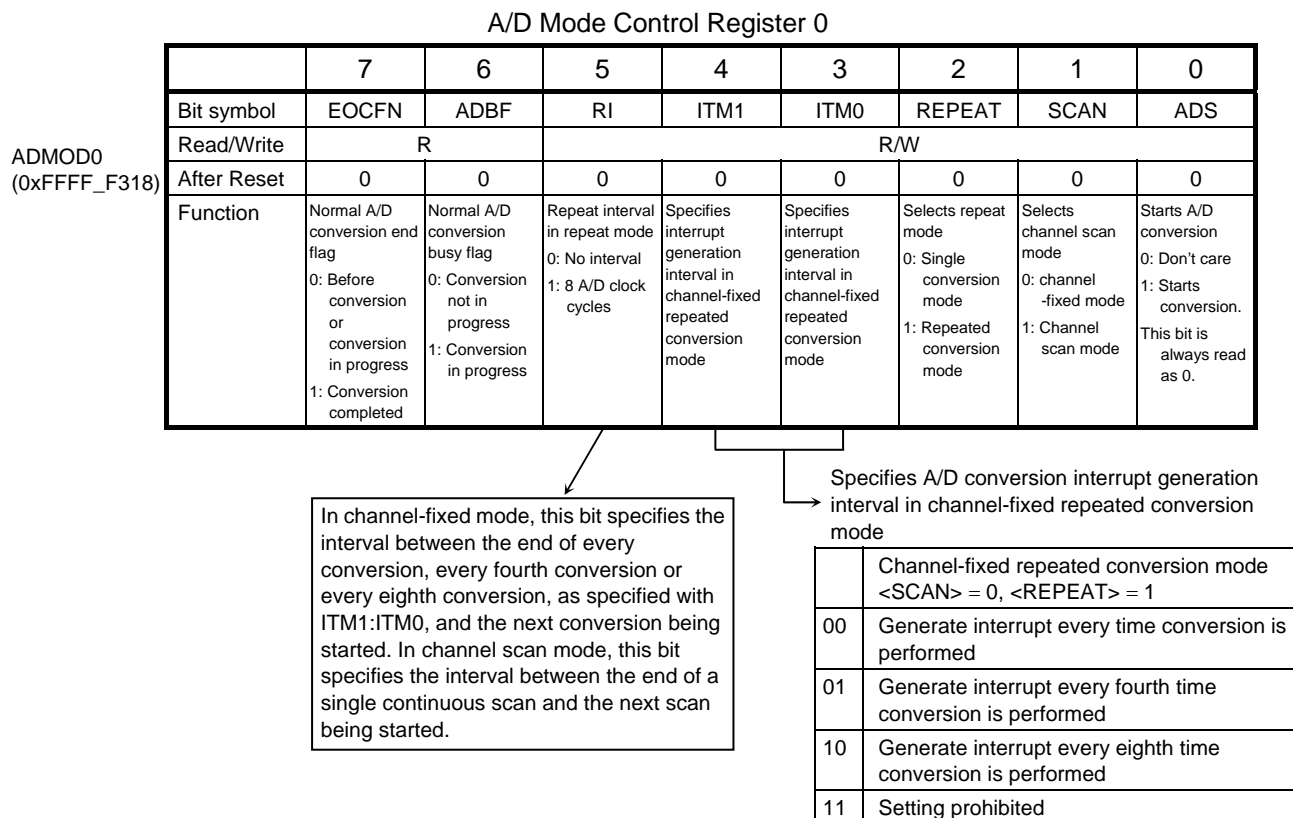 A/D Mode Control Register 0
7 6 5 4 3 2 1 0
Bit symbol EOCFN ADBF RI ITM1 ITM0 REPEAT SCAN ADS
ADMOD0
(0xFFFF_F318)
Read/Write R R/W
After Reset 0 0 0 0 0 0 0 0
Function
Normal A/D
conversion end
flag
0: Before
conversion
or
conversion
in progress
1: Conversion
completed
Normal A/D
conversion
busy flag
0: Conversion
not in
progress
1: Conversion
in progress
Repeat interval
in repeat mode
0: No interval
1: 8 A/D clock
cycles
Specifies
interrupt
generation
interval in
channel-fixed
repeated
conversion
mode
Specifies
interrupt
generation
interval in
channel-fixed
repeated
conversion
mode
Selects repeat
mode
0: Single
conversion
mode
1: Repeated
conversion
mode
Selects
channel scan
mode
0: channel
-fixed mode
1: Channel
scan mode
Starts A/D
conversion
0: Don't care
1: Starts
conversion.
This bit is
always read
as 0.
In channel-fixed mode, this bit specifies the
interval between the end of every
conversion, every fourth conversion or
every eighth conversion, as specified with
ITM1:ITM0, and the next conversion being
started. In channel scan mode, this bit
specifies the interval between the end of a
single continuous scan and the next scan
being started.
Specifies A/D conversion interrupt generation
interval in channel-fixed repeated conversion
mode
Channel-fixed repeated conversion mode
<SCAN> = 0, <REPEAT> = 1
00 Generate interrupt every time conversion is
performed
01 Generate interrupt every fourth time
conversion is performed
10 Generate interrupt every eighth time
conversion is performed
11 Setting prohibited